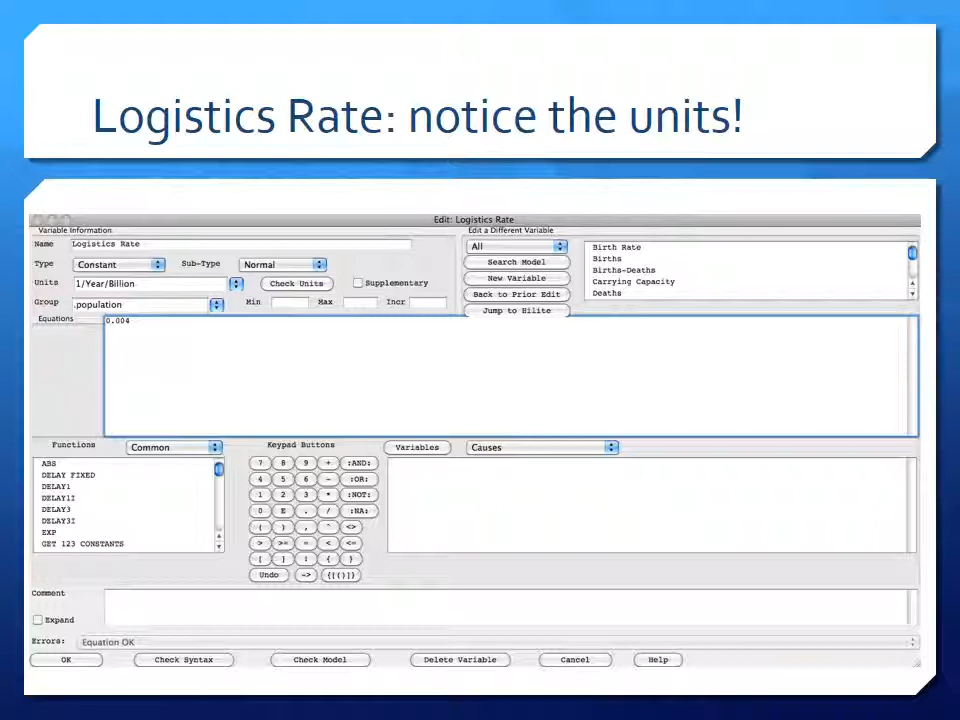 Logistics Rate: notice the units!
Edit: Logistics Rate
Variable Information
Edit a Different Variable
Name Logistics Rate
All
Birth Rate
Births
Births-Deaths
Carrying Capacity
Deaths
Type Constant Sub-Type Normal
Search Model
Units 1/Year/Billion Check Units Supplementary
New Variable
Group .population Min Max Incr
Back to Prior Edit
Jump to Hilite
Equations 0.004
Functions Common Keypad Buttons Variables Causes
ABS
DELAY FIXED
DELAY1
DELAY1I
DELAY3
DELAY3I
EXP
GET 123 CONSTANTS
7 8 9 + :AND:
4 5 6 - :OR:
1 2 3 * :NOT:
0 E . / :NA:
( ) , ^ <>
> >= = < <=
[ ] ! { }
Undo -> {[()]}
Comment
Expand
Errors: Equation OK
OK Check Syntax Check Model Delete Variable Cancel Help